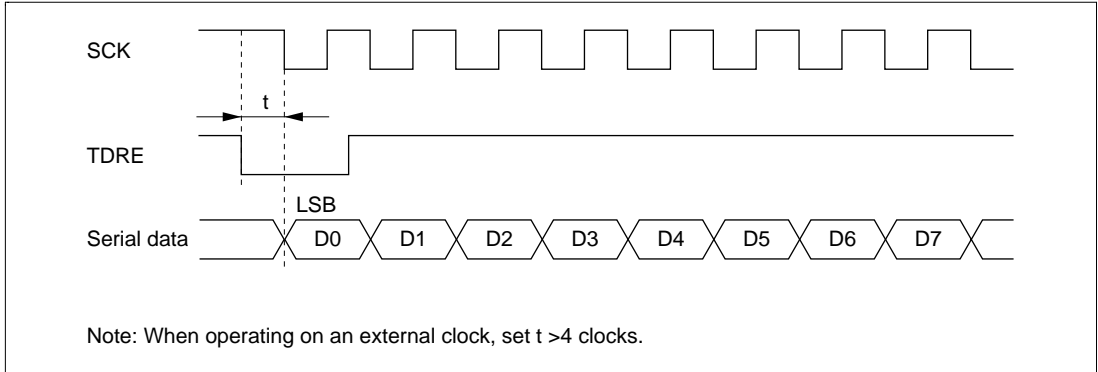 SCK
t
TDRE
LSB
Serial data D0 D1 D2 D3 D4 D5 D6 D7
Note: When operating on an external clock, set t >4 clocks.